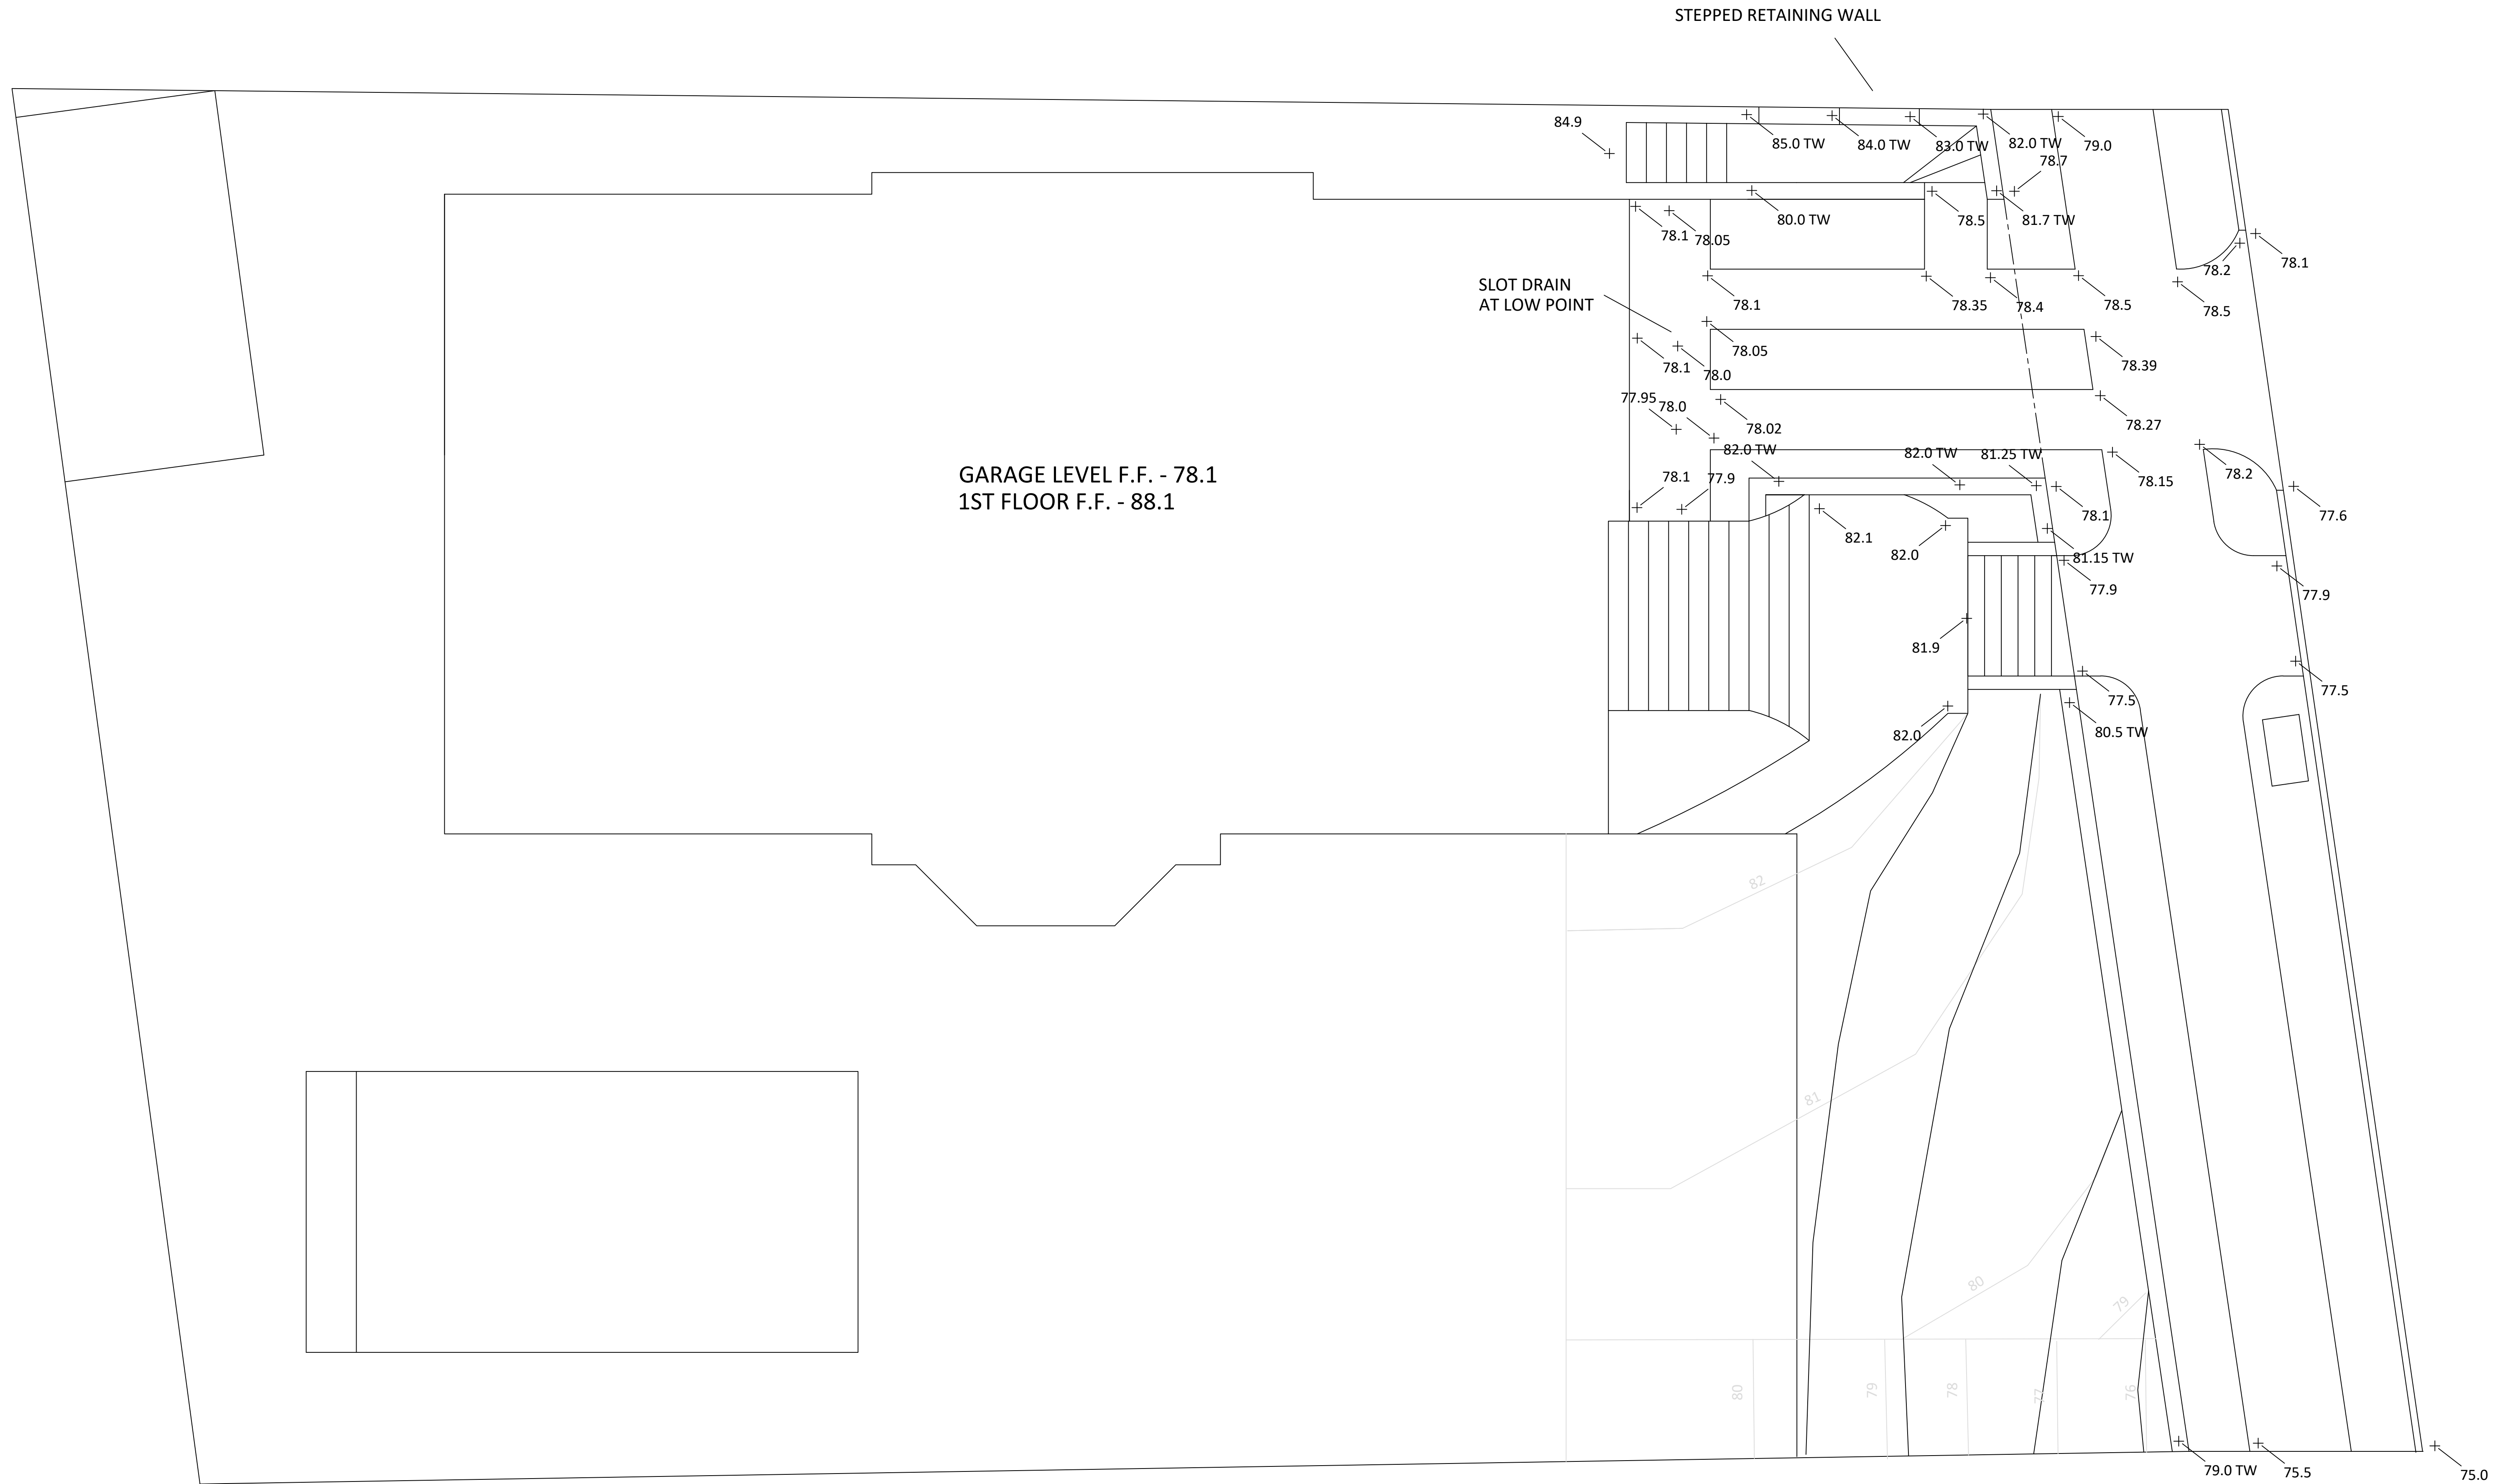 STEPPED RETAINING WALL
84.9
85.0 TW
84.0 TW
83.0 TW
82.0 TW
79.0
78.7
80.0 TW
78.5
81.7 TW
78.1
78.05
78.2
78.1
SLOT DRAIN
AT LOW POINT
78.1
78.35
78.4
78.5
78.5
78.05
78.1
78.0
78.39
77.95
78.0
78.02
78.27
82.0 TW
82.0 TW
81.25 TW
GARAGE LEVEL F.F. - 78.1
1ST FLOOR F.F. - 88.1
78.1
77.9
78.2
78.15
78.1
77.6
82.1
82.0
81.15 TW
77.9
77.9
81.9
77.5
77.5
82.0
80.5 TW
82
81
80
79
80
79
78
77
76
79.0 TW
75.5
75.0